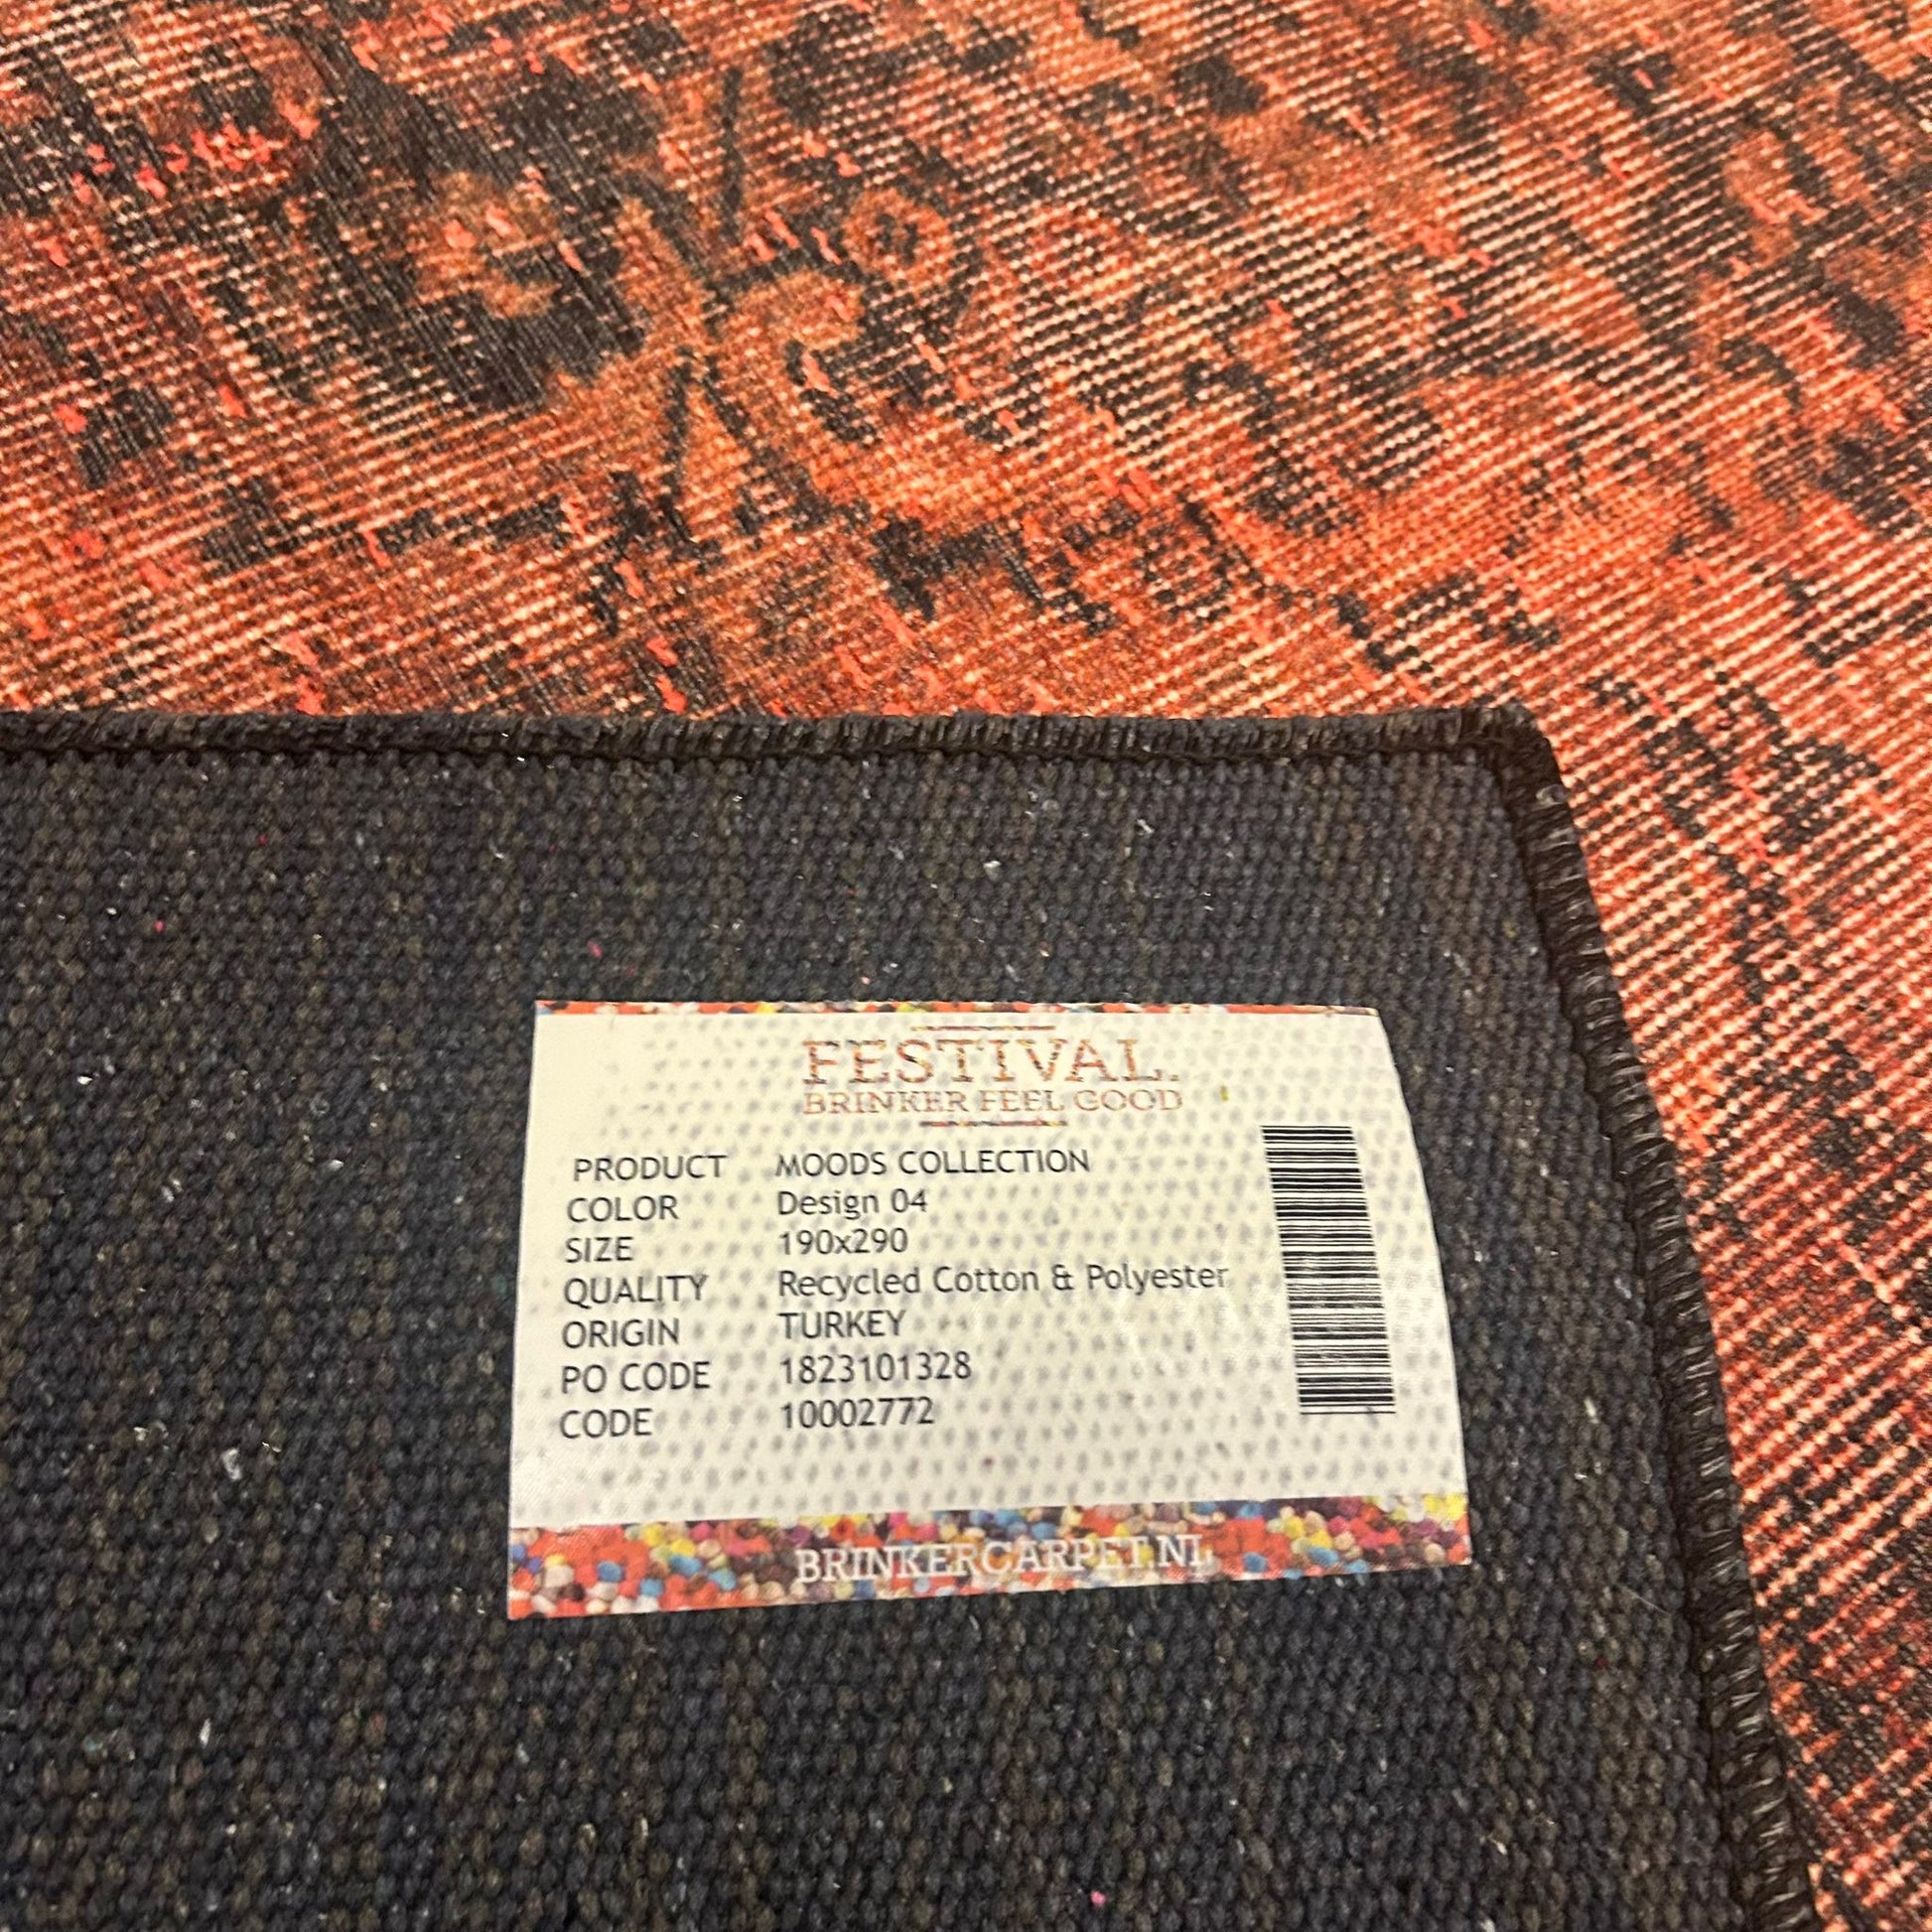 FESTIVAL.
BRINKER FEEL GOOD
PRODUCT MOODS COLLECTION
COLOR Design 04
SIZE 190x290
QUALITY Recycled Cotton & Polyester
ORIGIN TURKEY
PO CODE 1823101328
CODE 10002772
BRINKERCARPET.NL